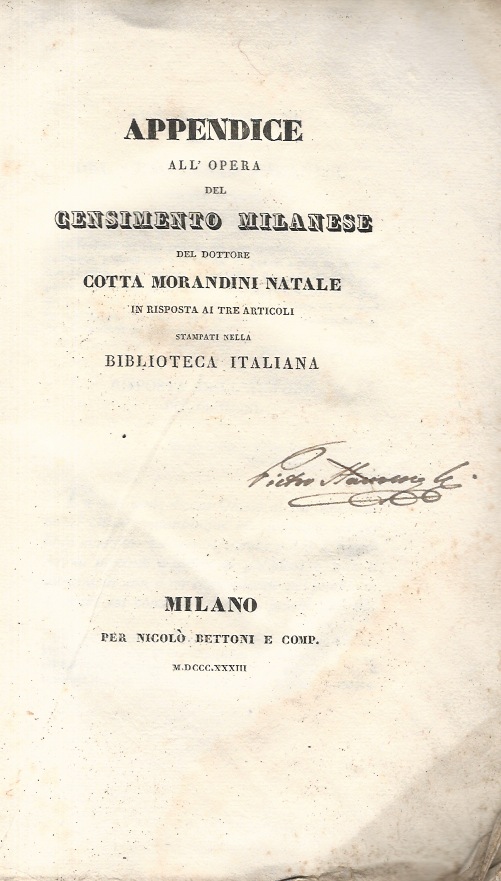 APPENDICE
ALL' OPERA
DEL
CENSIMENTO MILANESE
DEL DOTTORE
COTTA MORANDINI NATALE
IN RISPOSTA AI TRE ARTICOLI
STAMPATI NELLA
BIBLIOTECA ITALIANA
Pietro
MILANO
PER NICOLÒ BETTONI E COMP.
M.DCCC.XXXIII